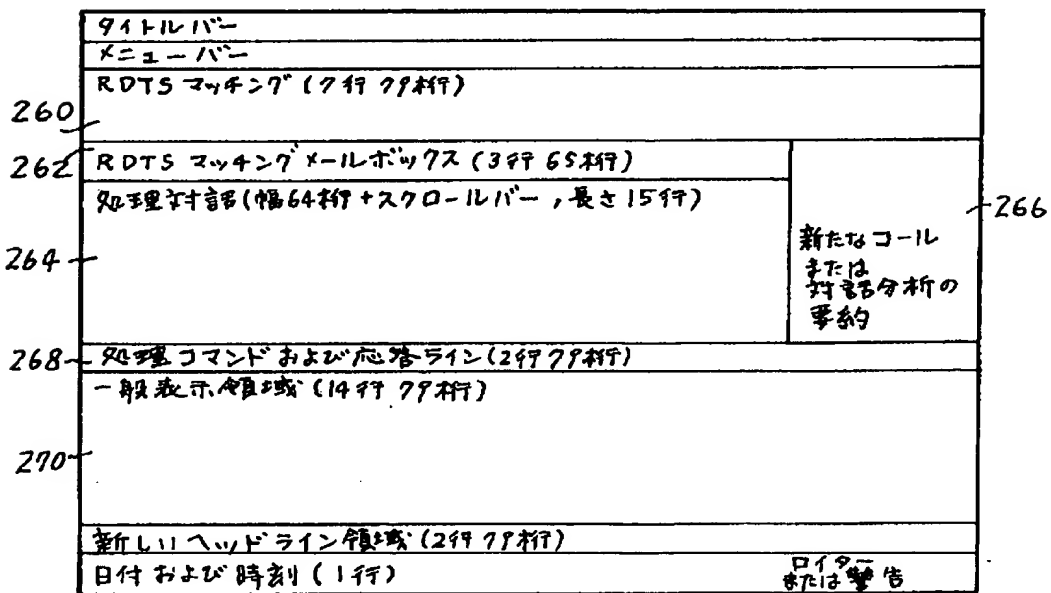 タイトルバー
メニューバー
RDTS マッチング (7行 79桁)
260
262
RDTS マッチングメールボックス (3行 65桁)
処理対話 (幅64桁+スクロールバー, 長さ15行)
266
新たなコール
または
対話分析の
要約
264
268
処理コマンドおよび応答ライン (2行79桁)
一般表示領域 (14行 79桁)
270
新しいヘッドライン領域 (2行 79桁)
日付および時刻 (1行)
ロイター
または警告